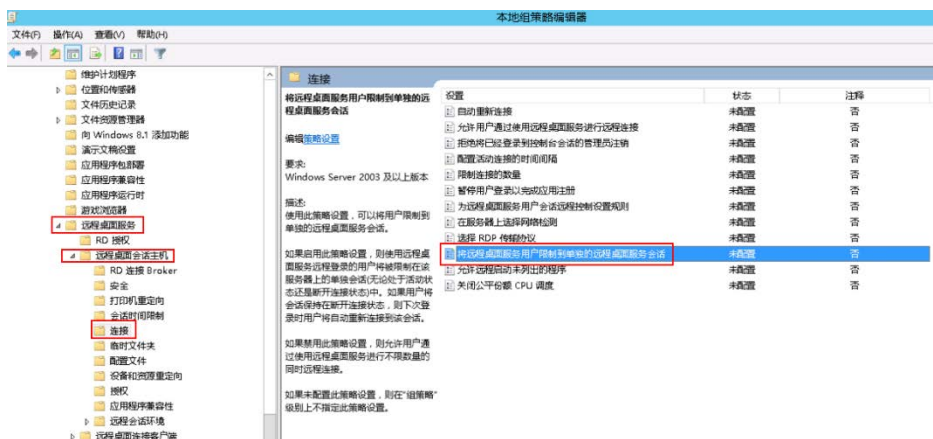 本地组策略编辑器
文件(F) 操作(A) 查看(V) 帮助(H)
维护计划程序
位置和传感器
文件历史记录
文件资源管理器
向 Windows 8.1 添加功能
演示文稿设置
应用程序包部署
应用程序兼容性
应用程序运行时
游戏浏览器
远程桌面服务
RD 授权
远程桌面会话主机
RD 连接 Broker
安全
打印机重定向
会话时间限制
连接
临时文件夹
配置文件
设备和资源重定向
授权
应用程序兼容性
远程会话环境
远程桌面连接客户端
连接
将远程桌面服务用户限制到单独的远
程桌面服务会话
编辑策略设置
要求:
Windows Server 2003 及以上版本
描述:
使用此策略设置，可以将用户限制到
单独的远程桌面服务会话。
如果启用此策略设置，则使用远程桌
面服务远程登录的用户将被限制在该
服务器上的单独会话(无论处于活动状
态还是断开连接状态)中。如果用户将
会话保持在断开连接状态，则下次登
录时用户将自动重新连接到该会话。
如果禁用此策略设置，则允许用户通
过使用远程桌面服务进行不限数量的
同时远程连接。
如果未配置此策略设置，则在“组策略”
级别上不指定此策略设置。
设置 状态 注释
自动重新连接 未配置 否
允许用户通过使用远程桌面服务进行远程连接 未配置 否
拒绝将已经登录到控制台会话的管理员注销 未配置 否
配置活动连接的时间间隔 未配置 否
限制连接的数量 未配置 否
暂停用户登录以完成应用注册 未配置 否
为远程桌面服务用户会话远程控制设置规则 未配置 否
在服务器上选择网络检测 未配置 否
选择 RDP 传输协议 未配置 否
将远程桌面服务用户限制到单独的远程桌面服务会话 未配置 否
允许远程启动未列出的程序 未配置 否
关闭公平份额 CPU 调度 未配置 否